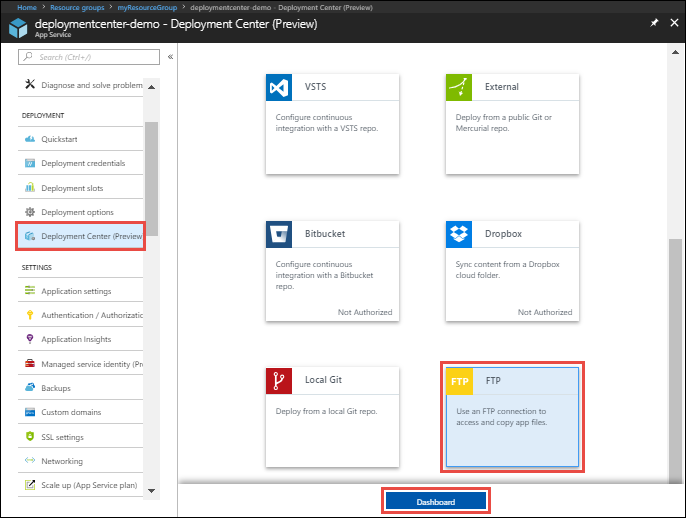 Home > Resource groups > myResourceGroup > deploymentcenter-demo - Deployment Center (Preview)
deploymentcenter-demo - Deployment Center (Preview)
App Service
Search (Ctrl+/)
Diagnose and solve problem
DEPLOYMENT
Quickstart
Deployment credentials
Deployment slots
Deployment options
Deployment Center (Preview)
SETTINGS
Application settings
Authentication / Authorizatio
Application Insights
Managed service identity (Pr
Backups
Custom domains
SSL settings
Networking
Scale up (App Service plan)
VSTS
Configure continuous
integration with a VSTS repo.
External
Deploy from a public Git or
Mercurial repo.
Bitbucket
Configure continuous
integration with a Bitbucket
repo.
Not Authorized
Dropbox
Sync content from a Dropbox
cloud folder.
Not Authorized
Local Git
Deploy from a local Git repo.
FTP FTP
Use an FTP connection to
access and copy app files.
Dashboard